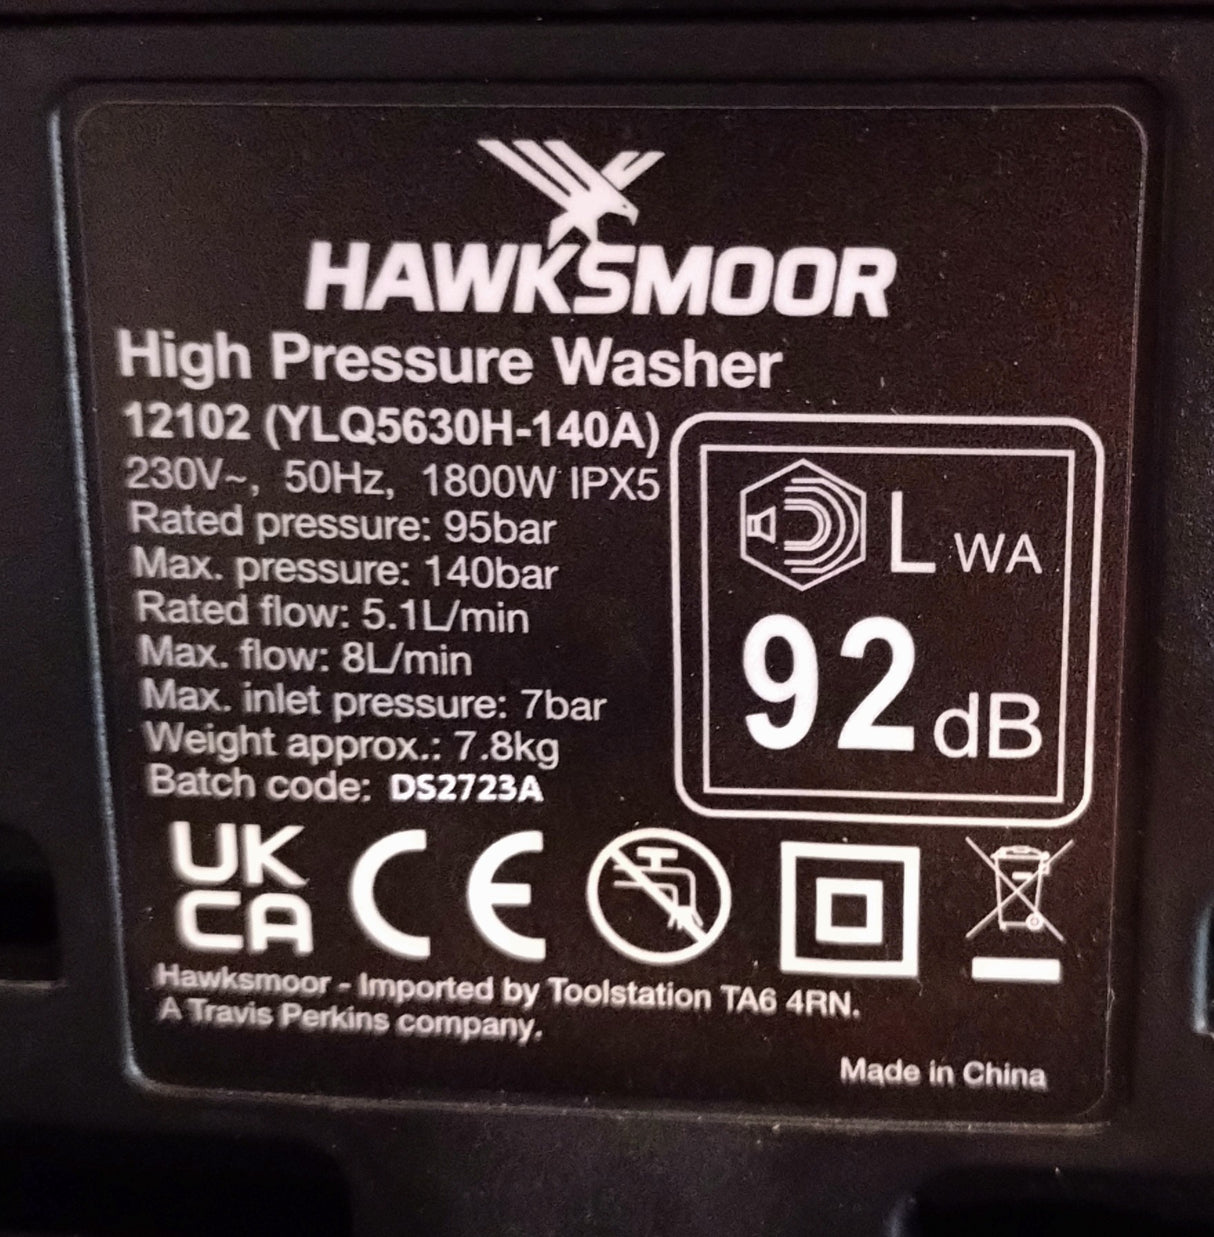 HAWKSMOOR
High Pressure Washer
12102 (YLQ5630H-140A)
230V~, 50Hz, 1800W IPX5
Rated pressure: 95bar
Max. pressure: 140bar
Rated flow: 5.1L/min
Max. flow: 8L/min
Max. inlet pressure: 7bar
Weight approx.: 7.8kg
Batch code: DS2723A
LWA
92 dB
UK
CA
CE
Hawksmoor - Imported by Toolstation TA6 4RN.
A Travis Perkins company.
Made in China